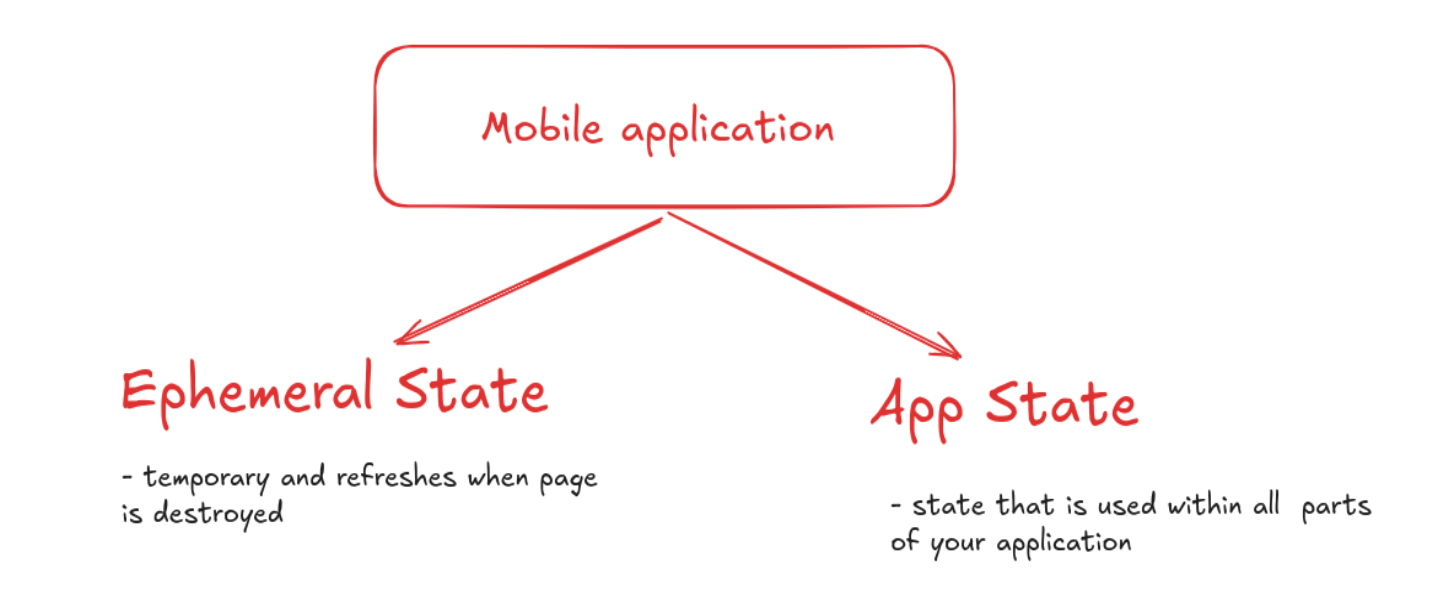 Mobile application
Ephemeral State
- temporary and refreshes when page
is destroyed
App State
- state that is used within all parts
of your application